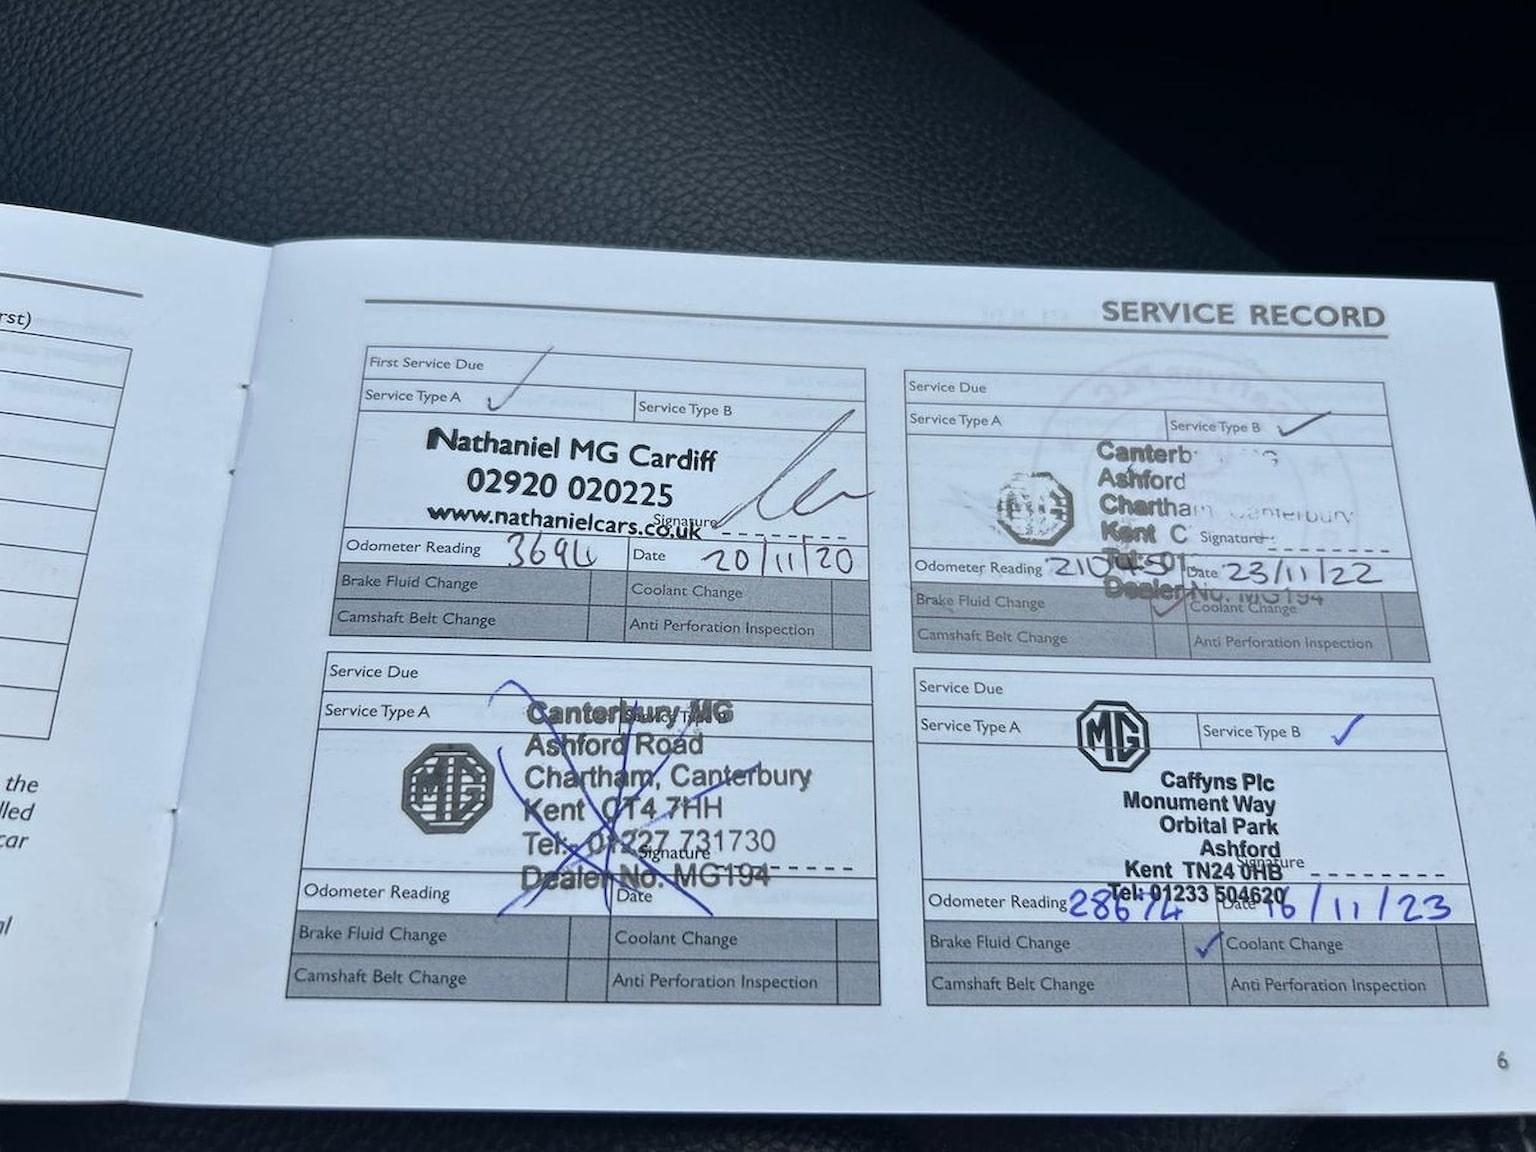 rst)
the
lled
car
al
SERVICE RECORD
First Service Due
Service Type A ✓ Service Type B
Nathaniel MG Cardiff
02920 020225
www.nathanielcars.co.uk
Signature
Odometer Reading 3694 Date 20/11/20
Brake Fluid Change Coolant Change
Camshaft Belt Change Anti Perforation Inspection
Service Due
Service Type A Service Type B ✓
Ashford
Kent C
Signature
Odometer Reading Date 23/11/22
Dealer No. MG194
Brake Fluid Change ✓ Coolant Change
Camshaft Belt Change Anti Perforation Inspection
Service Due
Service Type A
Canterbury MG
Ashford Road
MG
Chartham, Canterbury
Kent CT4 7HH
Tel:- 01227 731730
Signature
Dealer No. MG194
Odometer Reading Date
Brake Fluid Change Coolant Change
Camshaft Belt Change Anti Perforation Inspection
Service Due
Service Type A MG Service Type B ✓
Caffyns Plc
Monument Way
Orbital Park
Ashford
Kent TN24 0HB
Signature
Tel: 01233 504620
Odometer Reading 28674 Date 16/11/23
Brake Fluid Change ✓ Coolant Change
Camshaft Belt Change Anti Perforation Inspection
6